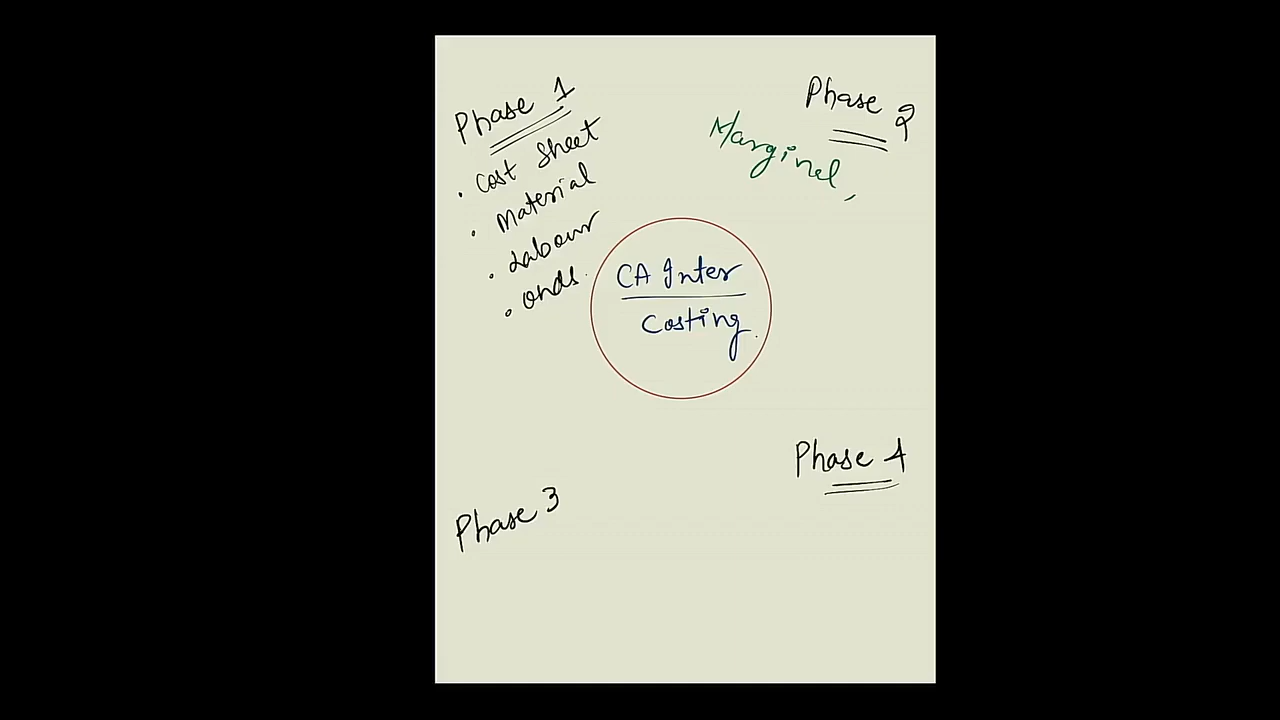 Phase 1
. Cost Sheet
. Material
. Labour
. Ohds.
Phase 2
Marginal,
CA Inter
Costing.
Phase 3
Phase 4